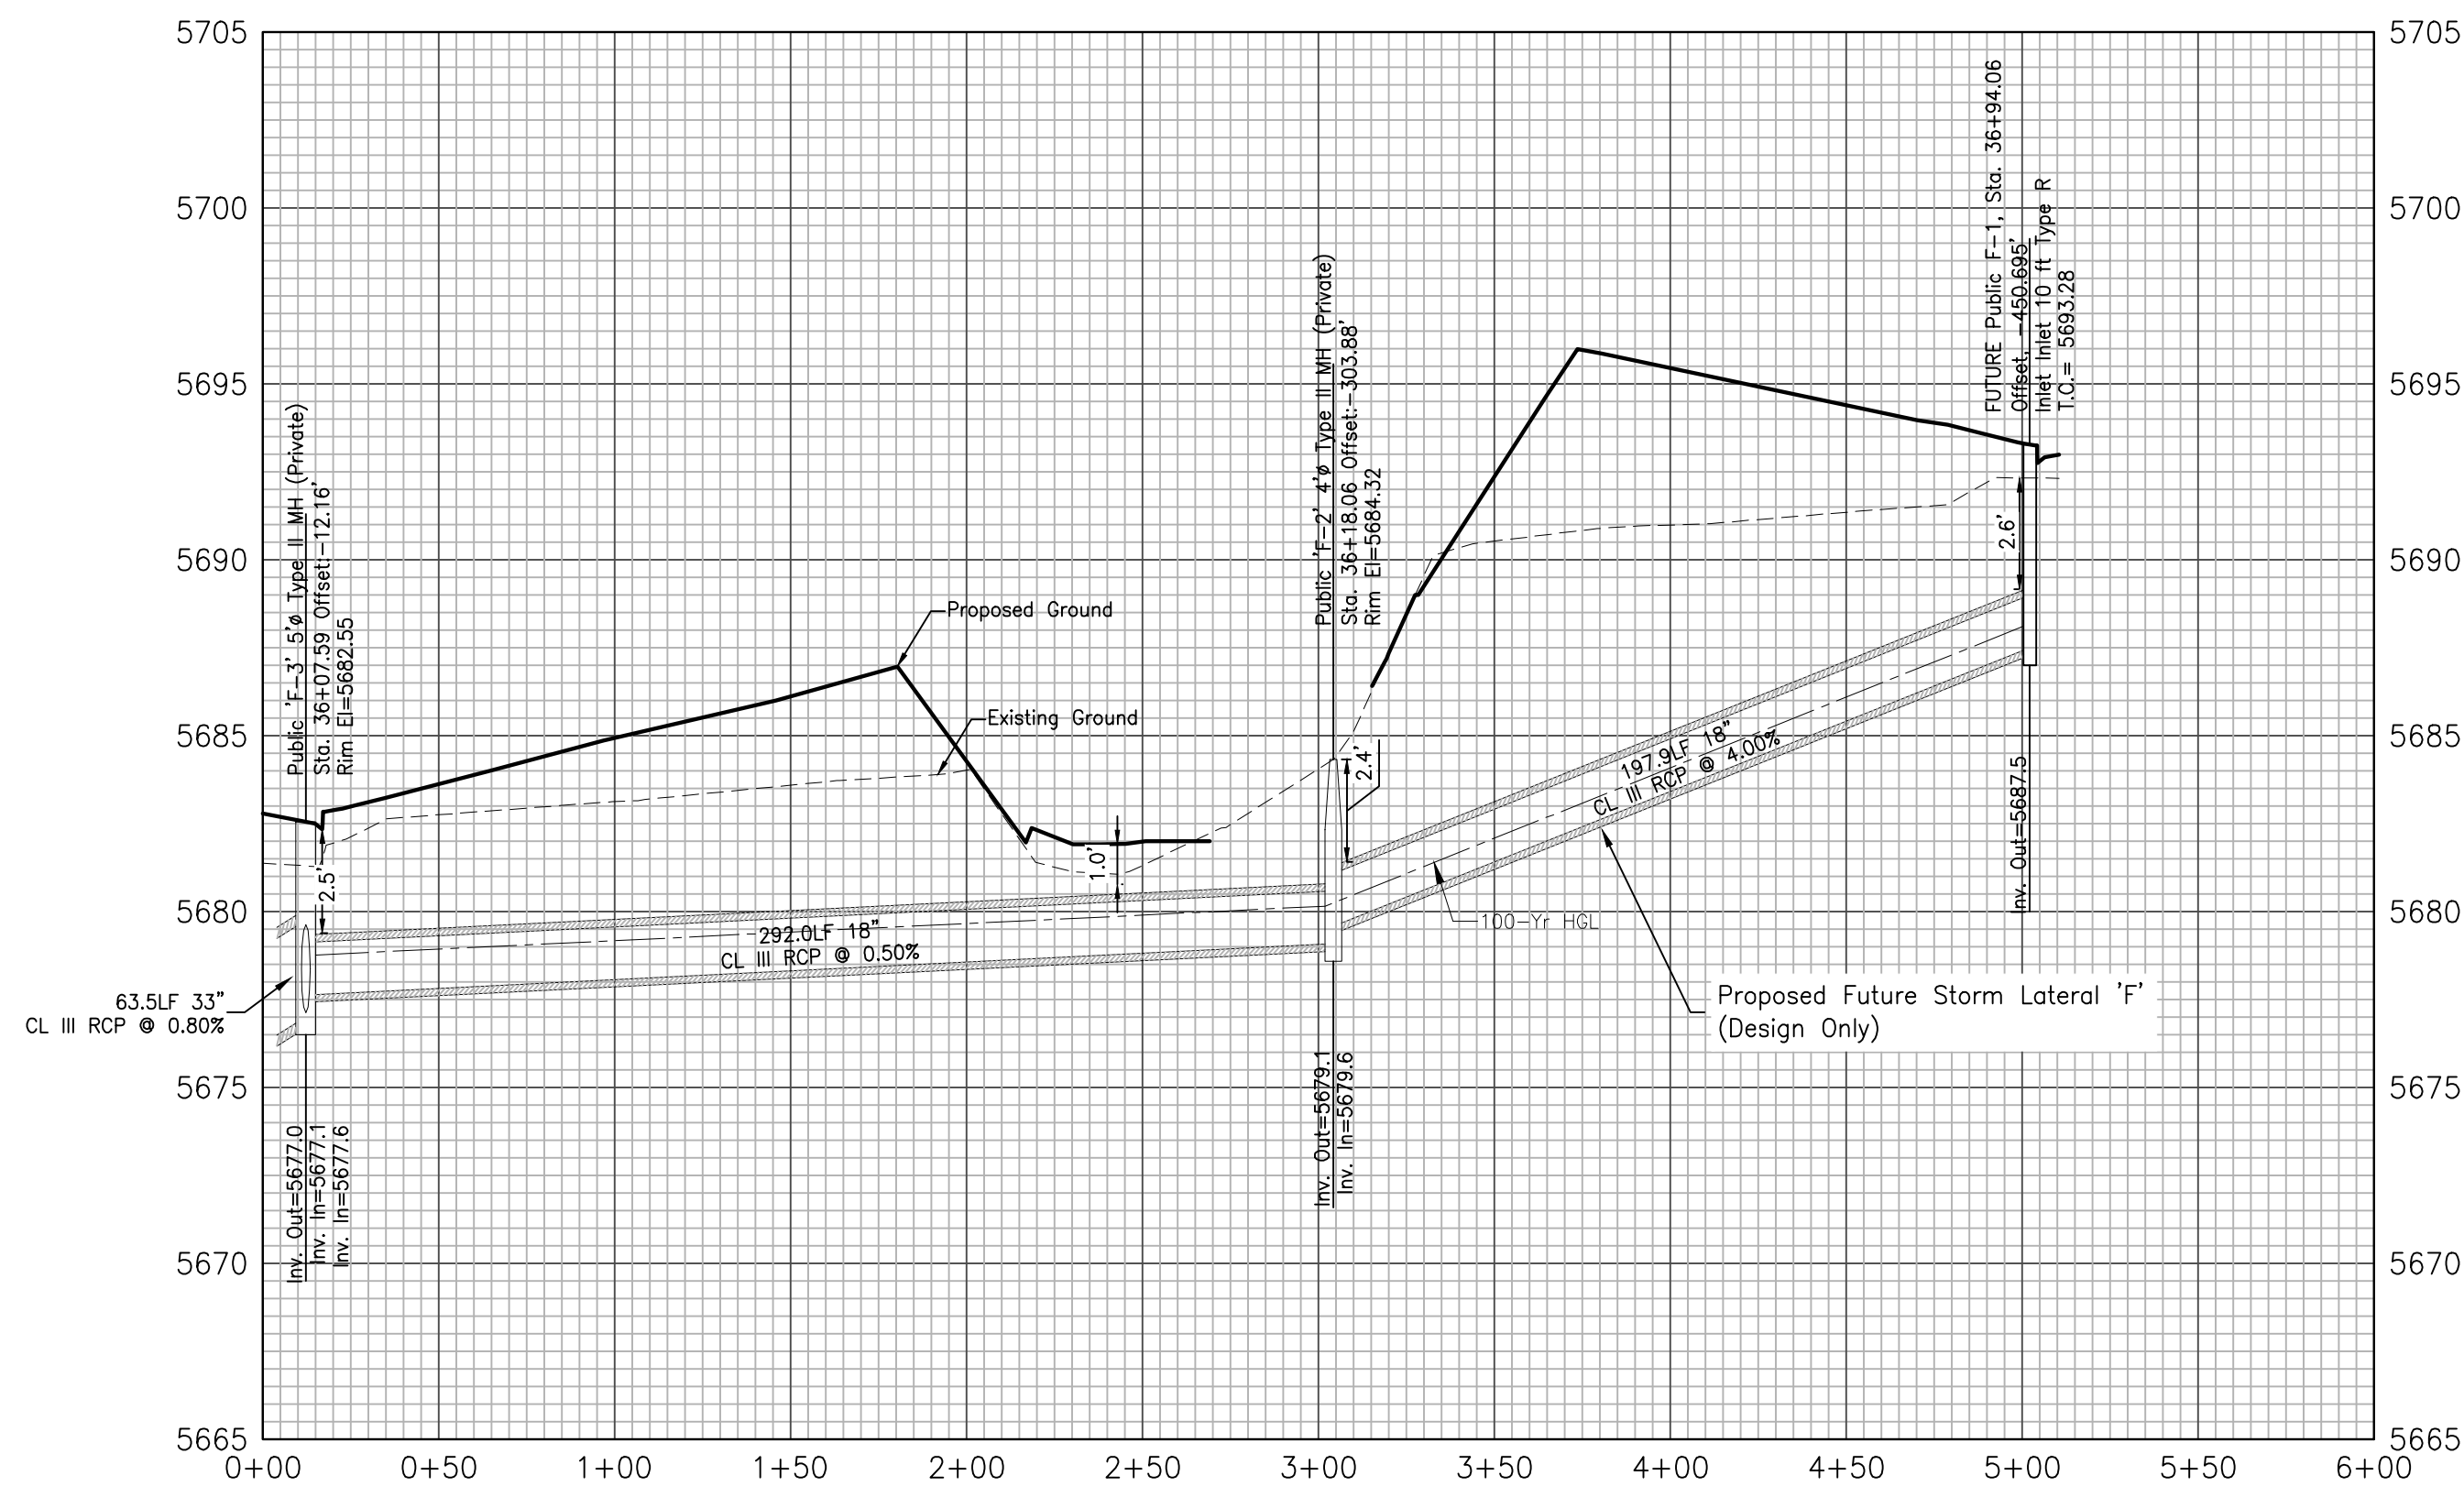 5705
5700
5695
5690
5685
5680
5675
5670
5665
5705
5700
5695
5690
5685
5680
5675
5670
5665
0+00
0+50
1+00
1+50
2+00
2+50
3+00
3+50
4+00
4+50
5+00
5+50
6+00
Public 'F-3' 5'ø Type II MH (Private)
Sta. 36+07.59 Offset:-12.16'
Rim El=5682.55
2.5'
63.5LF 33"
CL III RCP @ 0.80%
Inv. Out=5677.0
Inv. In=5677.1
Inv. In=5677.6
292.0LF 18"
CL III RCP @ 0.50%
Proposed Ground
Existing Ground
1.0'
Public 'F-2' 4'ø Type II MH (Private)
Sta. 36+18.06 Offset:-303.88'
Rim El=5684.32
2.4'
Inv. Out=5679.1
Inv. In=5679.6
100-Yr HGL
197.9LF 18"
CL III RCP @ 4.00%
Proposed Future Storm Lateral 'F'
(Design Only)
FUTURE Public F-1, Sta. 36+94.06
Offset, -450.695'
Inlet Inlet 10 ft Type R
T.C.= 5693.28
2.6'
Inv. Out=5687.5